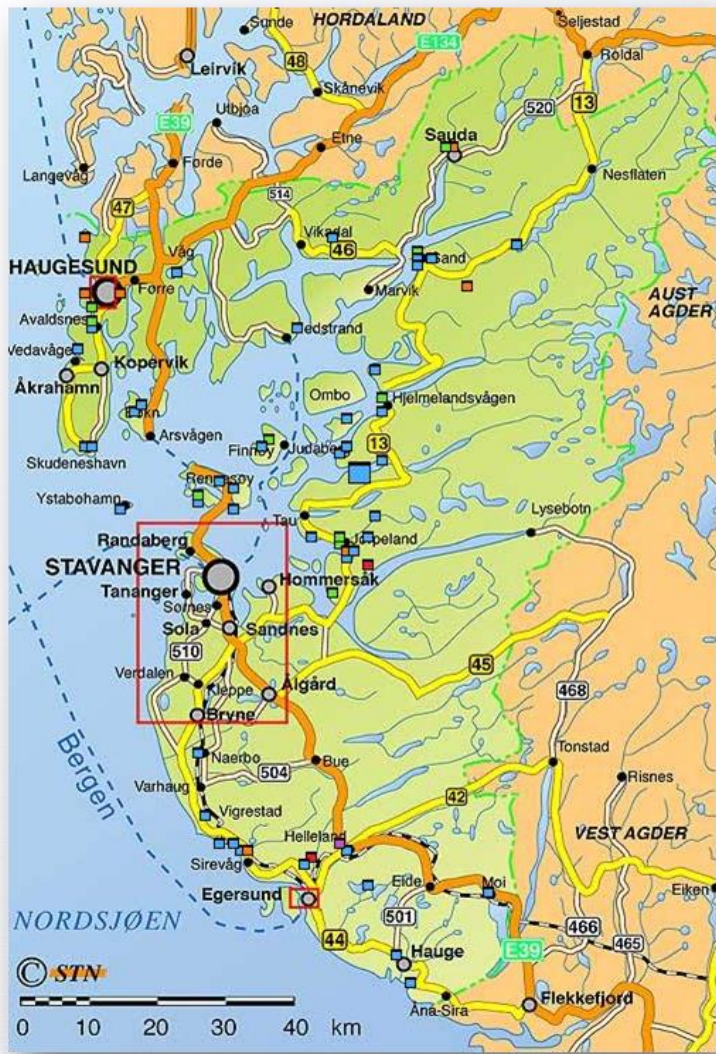 HORDALAND
Sunde
Seljestad
Leirvik
E134
Røldal
48
Skånevik
13
Utbjoa
520
E39
Sauda
Etne
Førde
Langevåg
Nesflaten
514
47
Vikedal
46
Våg
Sand
HAUGESUND
Førre
Marvik
AUST
AGDER
Avaldsnes
Nedstrand
Vedavåge
Kopervik
Åkrahamn
Ombo
Hjelmelandsvågen
Bokn
Arsvågen
Finnøy
Judaberg
13
Skudeneshavn
Rennesøy
Ystabohamn
Tau
Lysebotn
Randaberg
Jørpeland
STAVANGER
Hommersåk
Tananger
Sømes
Sola
Sandnes
510
45
468
Verdalen
Kleppe
Ålgård
Bryne
Bergen
Naerbo
Bue
Tonstad
504
Risnes
Varhaug
42
Vigrestad
Helleland
VEST AGDER
Sirevåg
Eide
Moi
Eiken
Egersund
501
NORDSJØEN
44
466
465
E39
Hauge
© STN
Åna-Sira
Flekkefjord
0 10 20 30 40 km